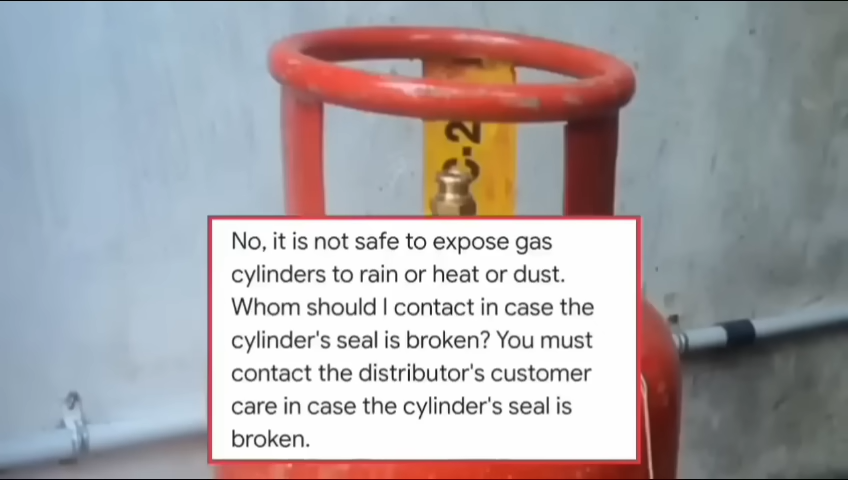 C-2
No, it is not safe to expose gas
cylinders to rain or heat or dust.
Whom should I contact in case the
cylinder's seal is broken? You must
contact the distributor's customer
care in case the cylinder's seal is
broken.